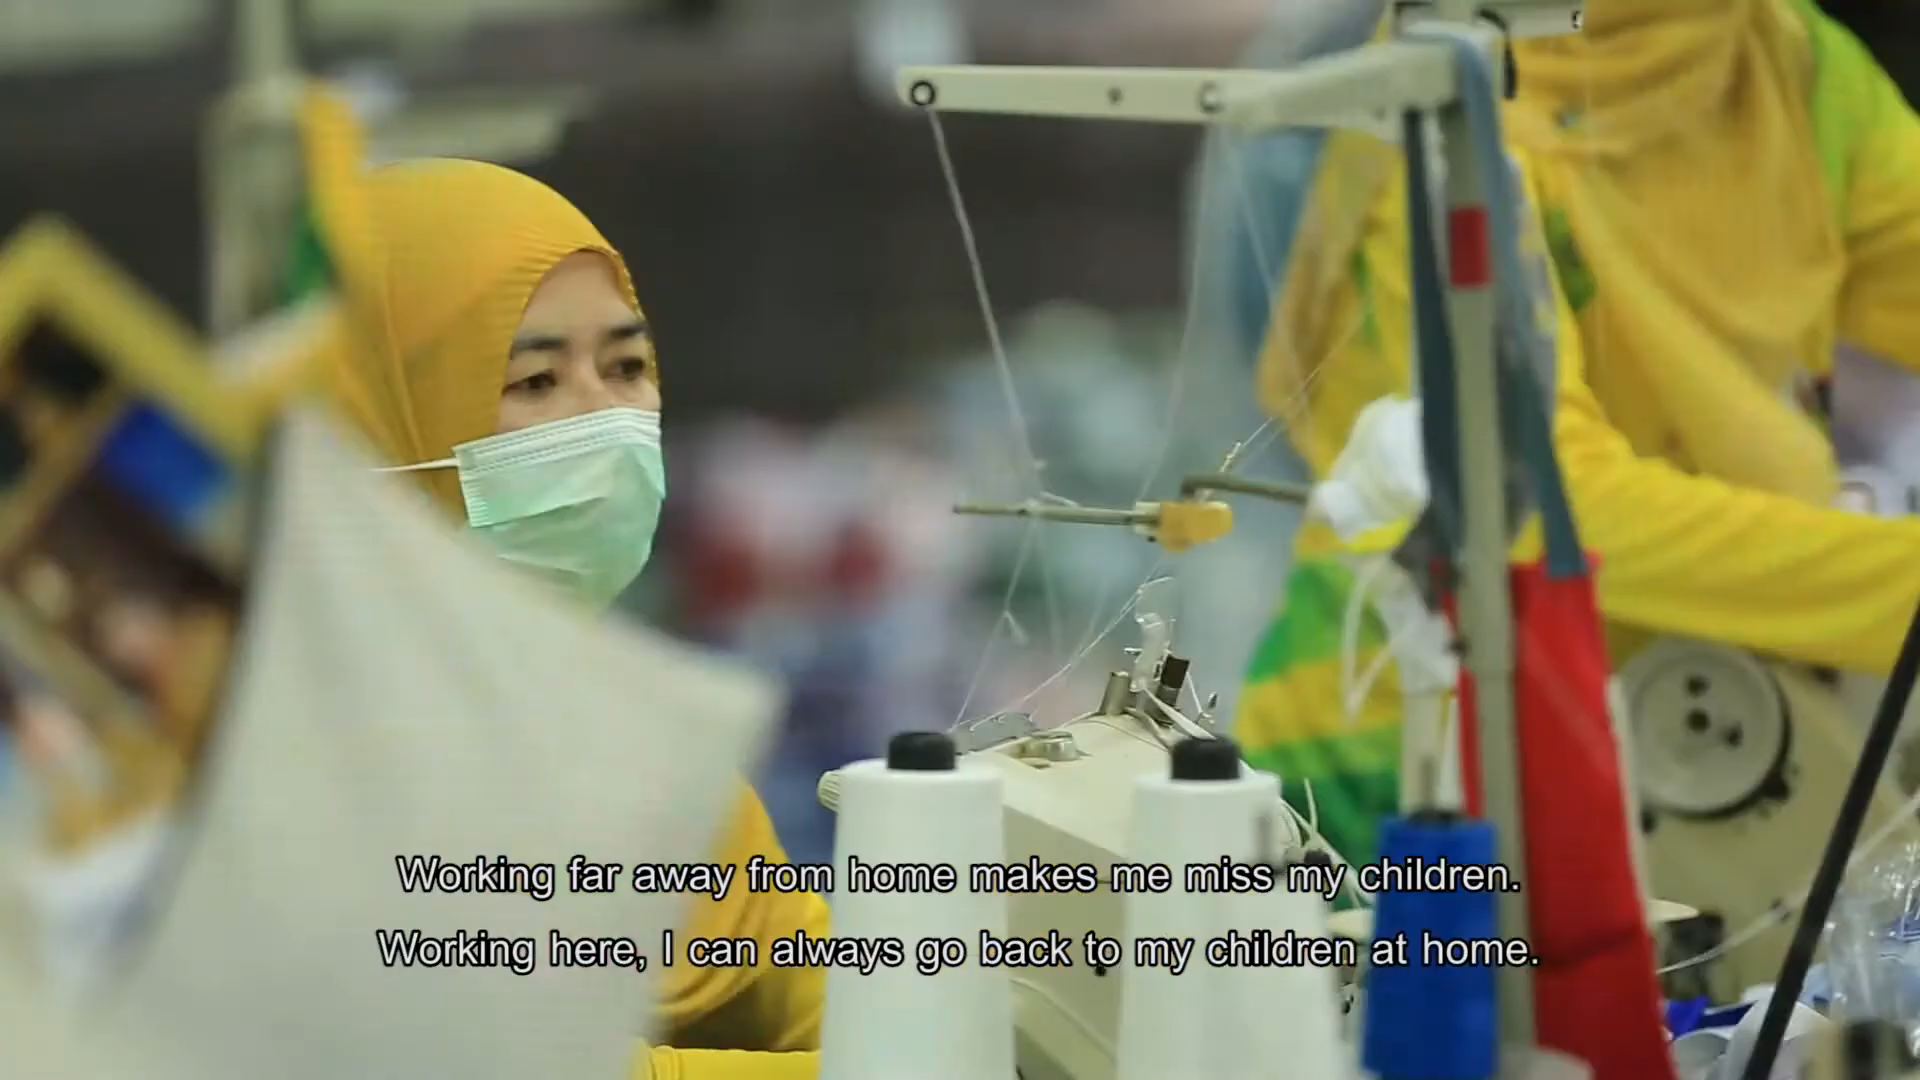 Working far away from home makes me miss my children.
Working here, I can always go back to my children at home.